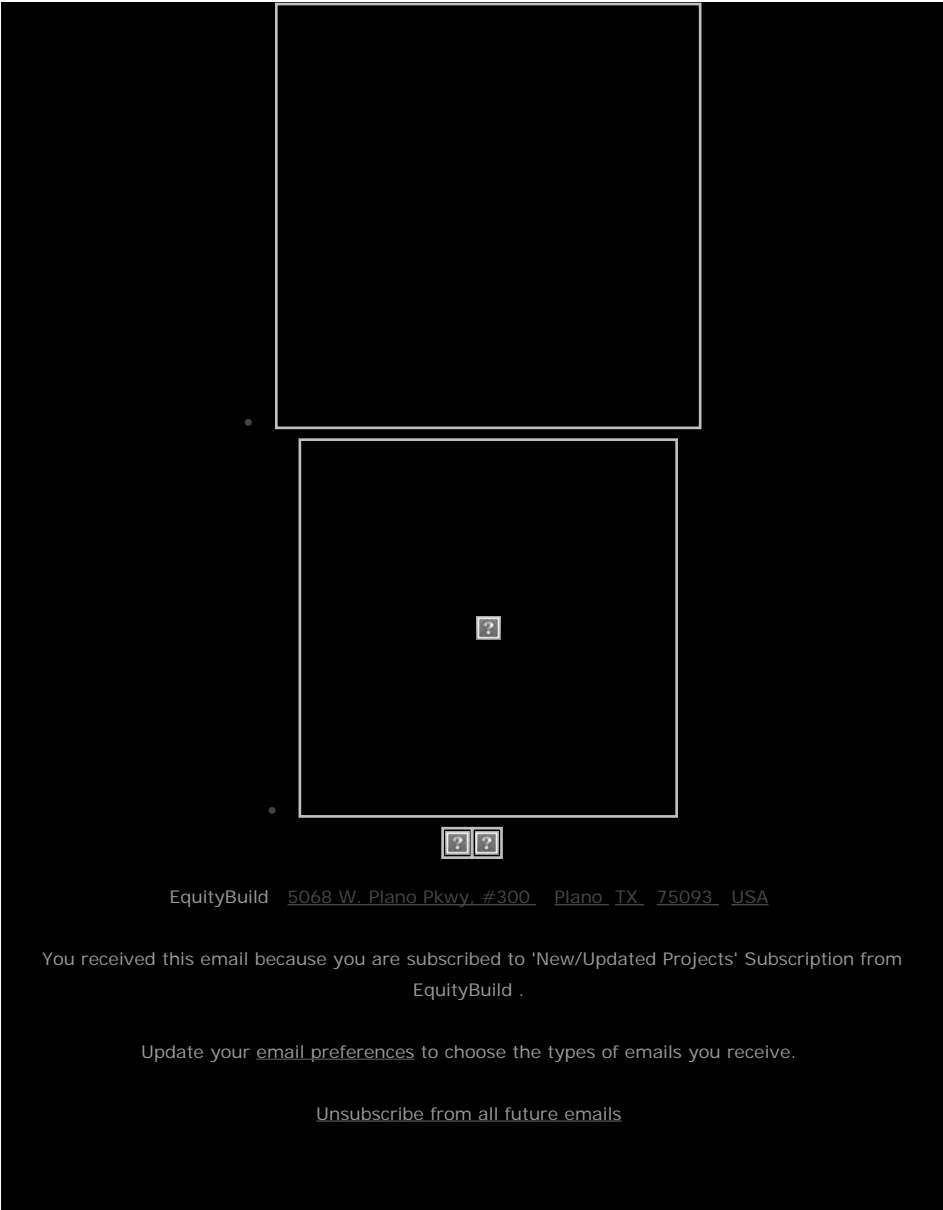 EquityBuild 5068 W. Plano Pkwy, #300 Plano TX 75093 USA
You received this email because you are subscribed to 'New/Updated Projects' Subscription from
EquityBuild .
Update your email preferences to choose the types of emails you receive.
Unsubscribe from all future emails